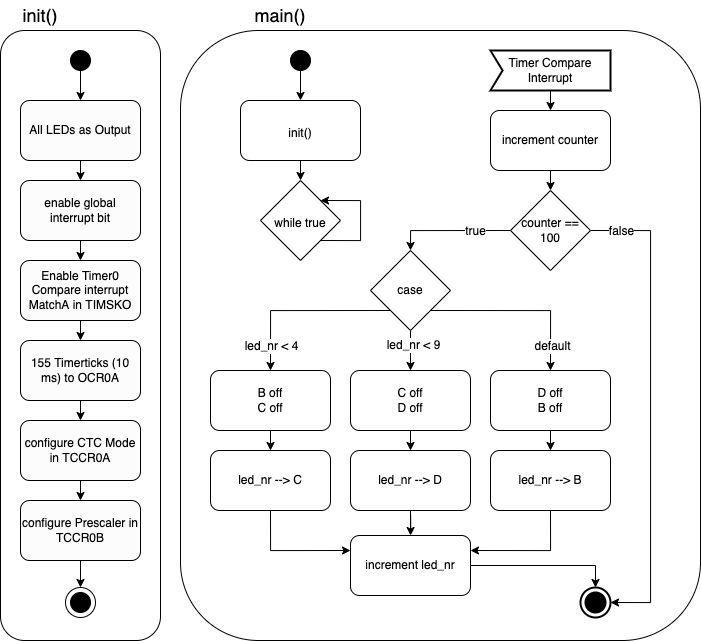 init()
All LEDs as Output
enable global
interrupt bit
Enable Timer0
Compare interrupt
MatchA in TIMSKO
155 Timerticks (10
ms) to OCR0A
configure CTC Mode
in TCCR0A
configure Prescaler in
TCCR0B
main()
init()
while true
Timer Compare
Interrupt
increment counter
counter ==
100
true
false
case
led_nr < 4
led_nr < 9
default
B off
C off
C off
D off
D off
B off
led_nr --> C
led_nr --> D
led_nr --> B
increment led_nr